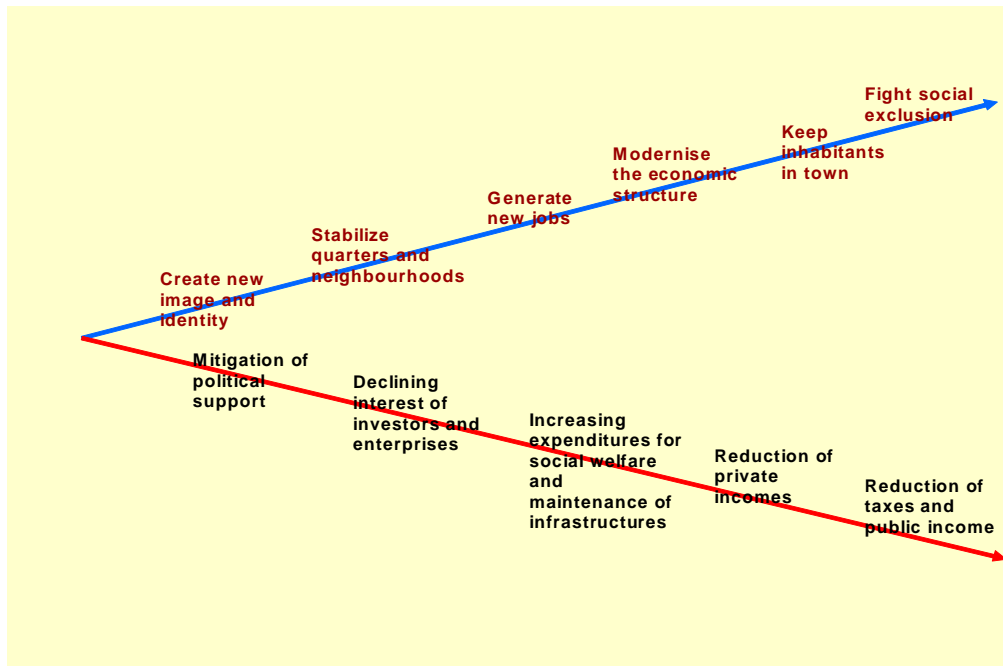 Fight social
exclusion
Keep
inhabitants
in town
Modernise
the economic
structure
Generate
new jobs
Stabilize
quarters and
neighbourhoods
Create new
image and
identity
Mitigation of
political
support
Declining
interest of
investors and
enterprises
Increasing
expenditures for
social welfare
and
maintenance of
infrastructures
Reduction of
private
incomes
Reduction of
taxes and
public income